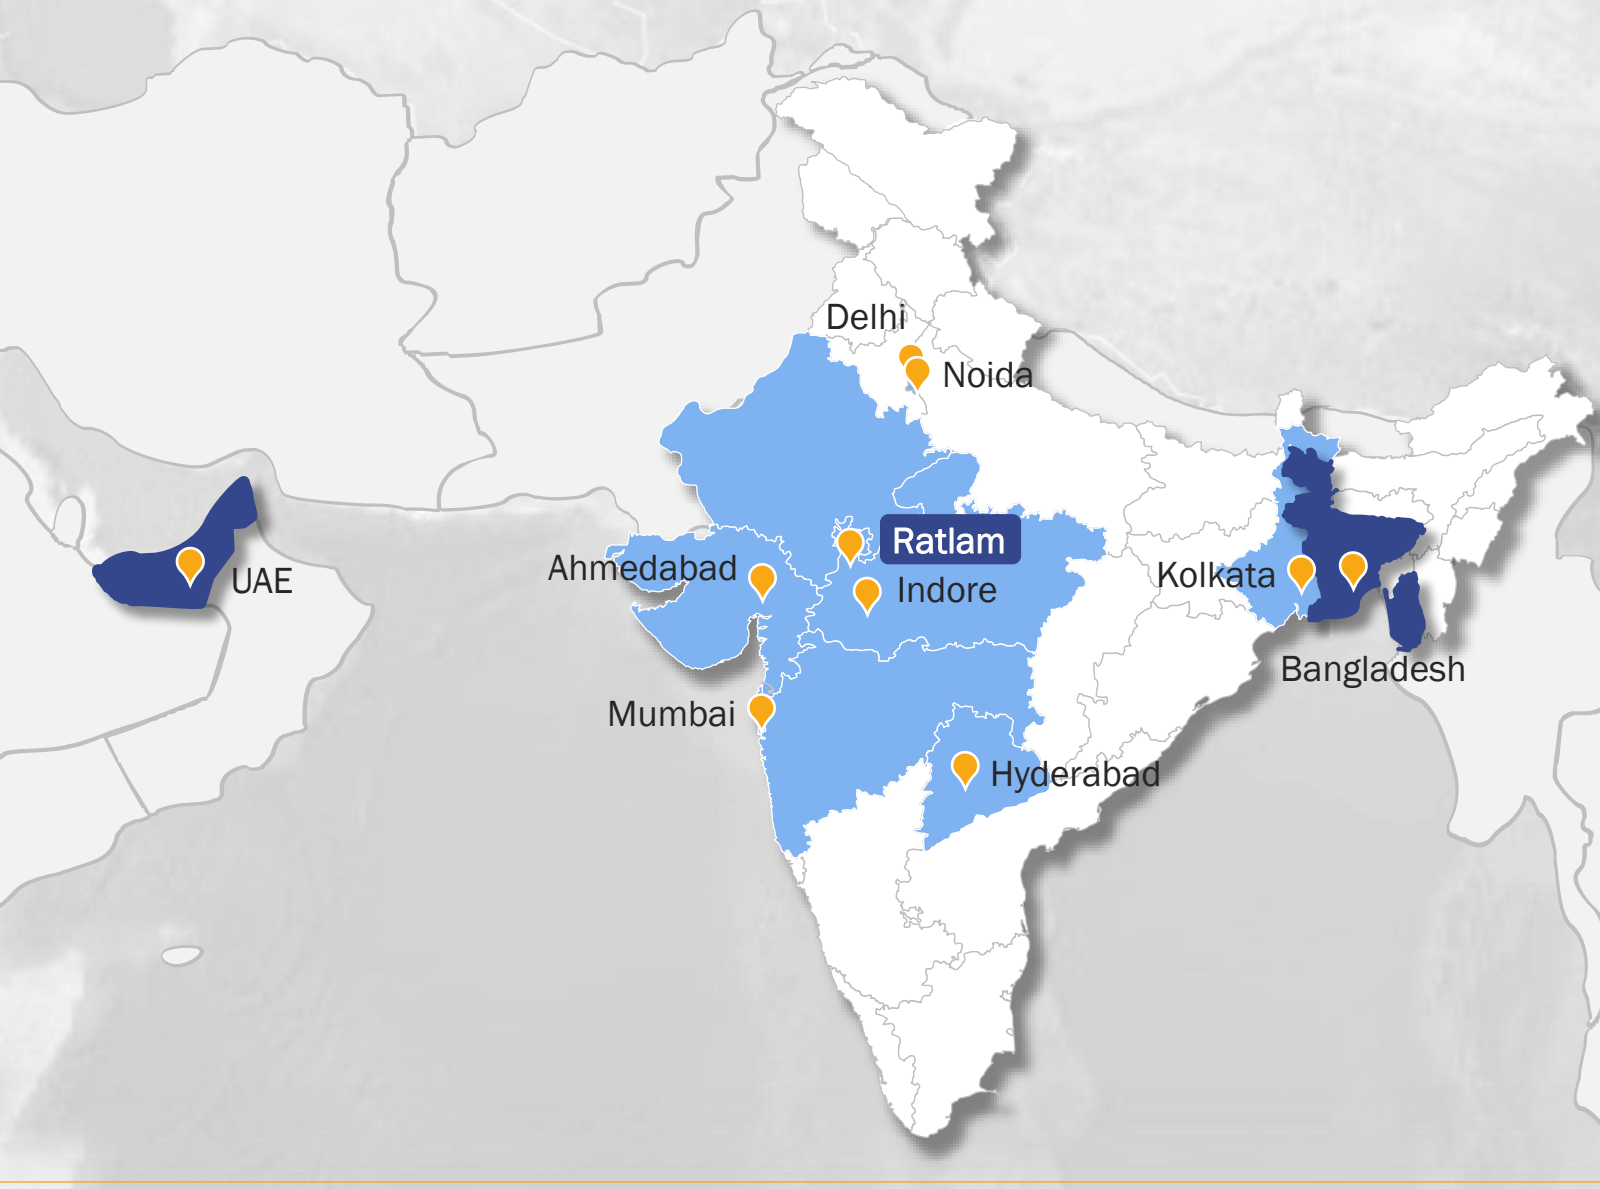 Delhi
Noida
Ratlam
Ahmedabad
UAE
Indore
Kolkata
Bangladesh
Mumbai
Hyderabad